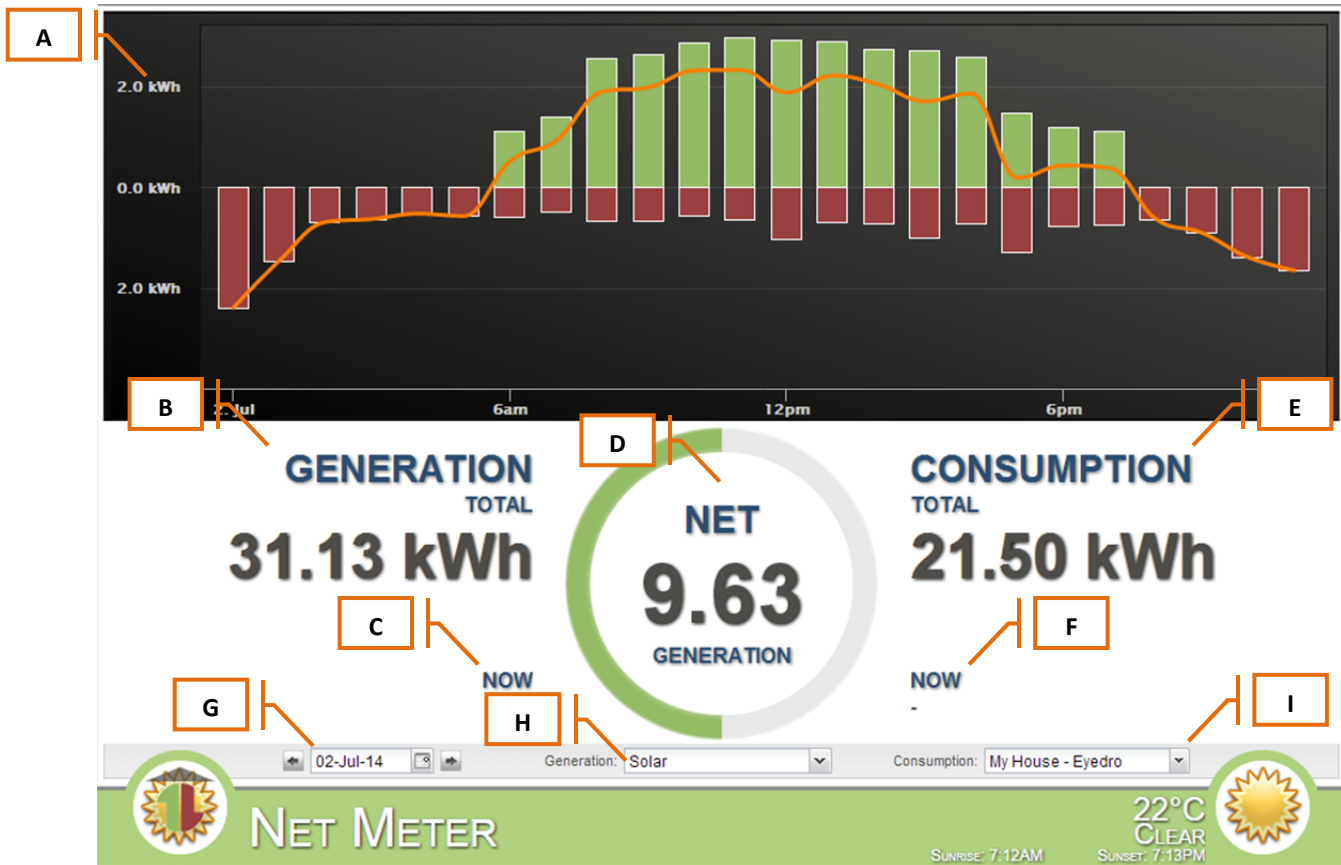 A
2.0 kWh
0.0 kWh
2.0 kWh
2. Jul 6am 12pm 6pm
B
D
E
GENERATION
TOTAL
31.13 kWh
NET
9.63
GENERATION
CONSUMPTION
TOTAL
21.50 kWh
C
NOW
F
NOW
-
G
H
I
02-Jul-14 Generation: Solar Consumption: My House - Eyedro
NET METER
22°C
CLEAR
SUNRISE: 7:12AM SUNSET: 7:13PM